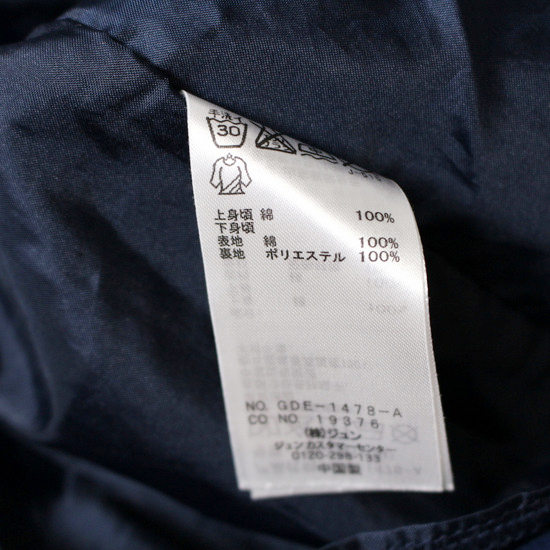 手洗イ
30
上身頃 綿 100%
下身頃
表地 綿 100%
裏地 ポリエステル 100%
NO. GDE-1478-A
CO NO. 19376
(株)ジュン
ジュンカスタマーセンター
0120-298-133
中国製